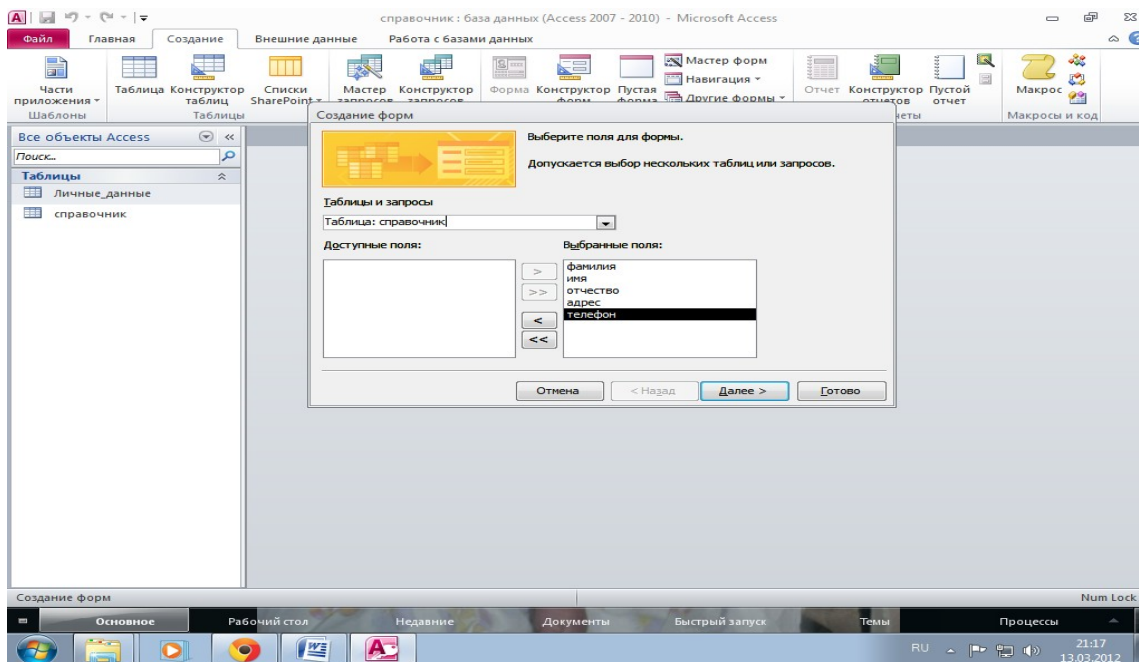 справочник : база данных (Access 2007 - 2010) - Microsoft Access
Файл Главная Создание Внешние данные Работа с базами данных
Части приложения
Шаблоны
Таблица
Конструктор таблиц
Списки SharePoint
Таблицы
Мастер запросов
Конструктор запросов
Форма
Конструктор форм
Пустая форма
Мастер форм
Навигация
Другие формы
Отчет
Конструктор отчетов
Пустой отчет
Макрос
Макросы и код
Все объекты Access
Поиск...
Таблицы
Личные_данные
справочник
Создание форм
Выберите поля для формы.
Допускается выбор нескольких таблиц или запросов.
Таблицы и запросы
Таблица: справочник
Доступные поля: Выбранные поля:
фамилия
имя
отчество
адрес
телефон
> 
>>
<
<<
Отмена < Назад Далее > Готово
Создание форм Num Lock
Основное Рабочий стол Недавние Документы Быстрый запуск Темы Процессы
RU 21:17
13.03.2012